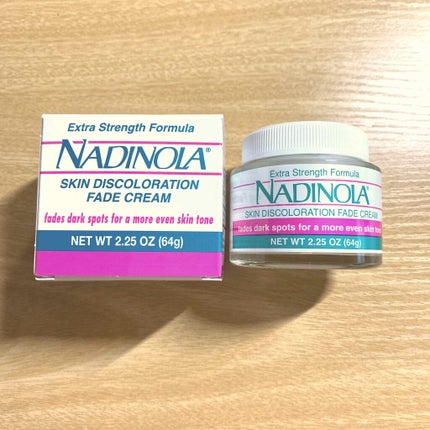 Extra Strength Formula
NADINOLA®
SKIN DISCOLORATION
FADE CREAM
fades dark spots for a more even skin tone
NET WT 2.25 OZ (64g)
Extra Strength Formula
NADINOLA®
SKIN DISCOLORATION FADE CREAM
fades dark spots for a more even skin tone
NET WT 2.25 OZ (64g)